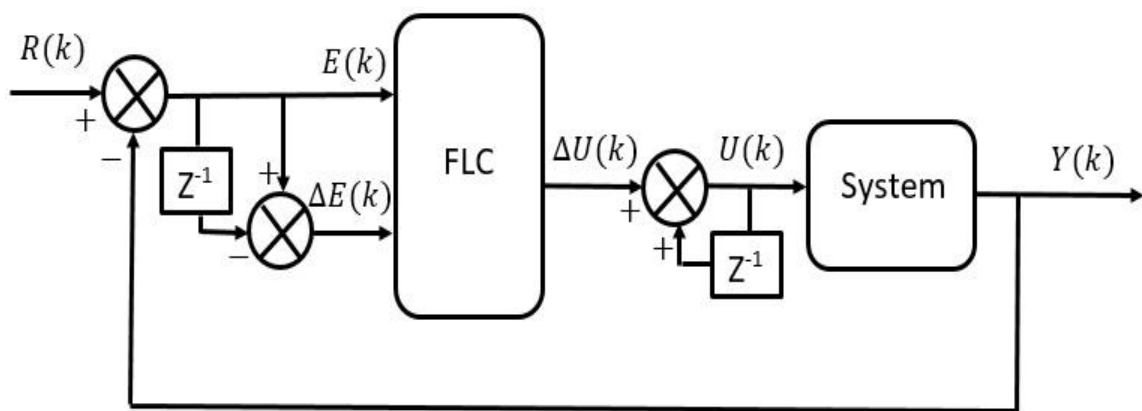 R(k)
+
−
E(k)
Z⁻¹
+
−
ΔE(k)
FLC
ΔU(k)
+
+
U(k)
Z⁻¹
System
Y(k)